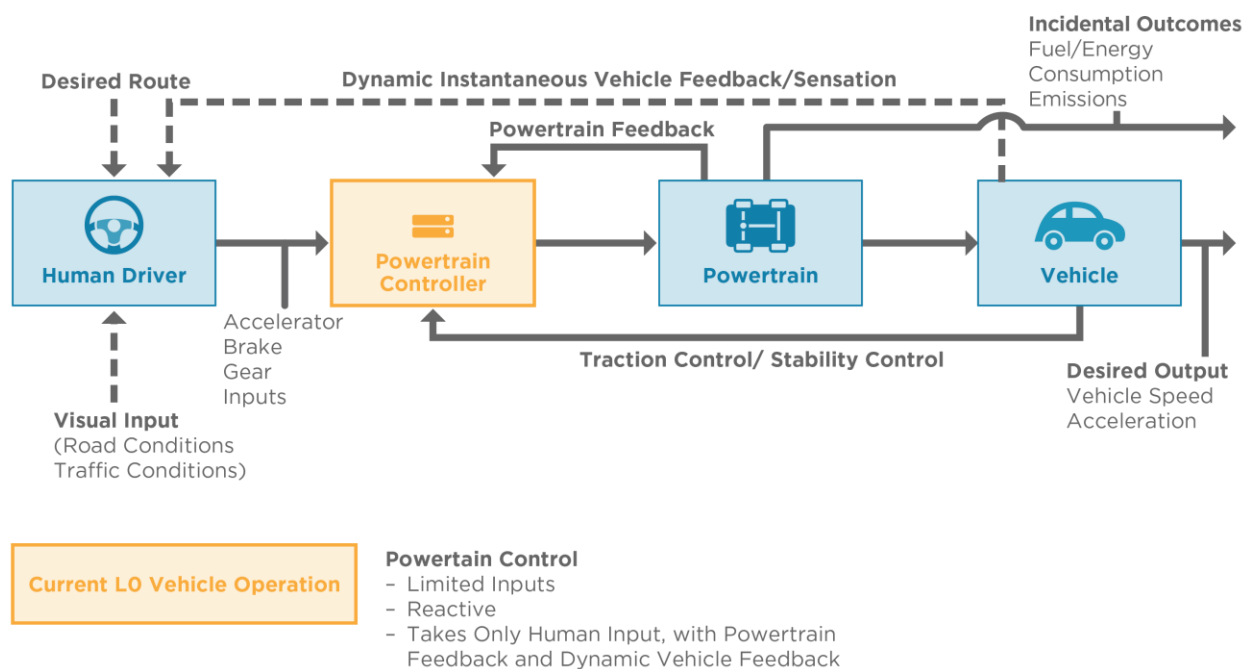 Incidental Outcomes
Fuel/Energy
Consumption
Emissions
Desired Route
Dynamic Instantaneous Vehicle Feedback/Sensation
Powertrain Feedback
Human Driver
Powertrain
Controller
Powertrain
Vehicle
Accelerator
Brake
Gear
Inputs
Traction Control/ Stability Control
Desired Output
Vehicle Speed
Acceleration
Visual Input
(Road Conditions
Traffic Conditions)
Current L0 Vehicle Operation
Powertain Control
– Limited Inputs
– Reactive
– Takes Only Human Input, with Powertrain
Feedback and Dynamic Vehicle Feedback